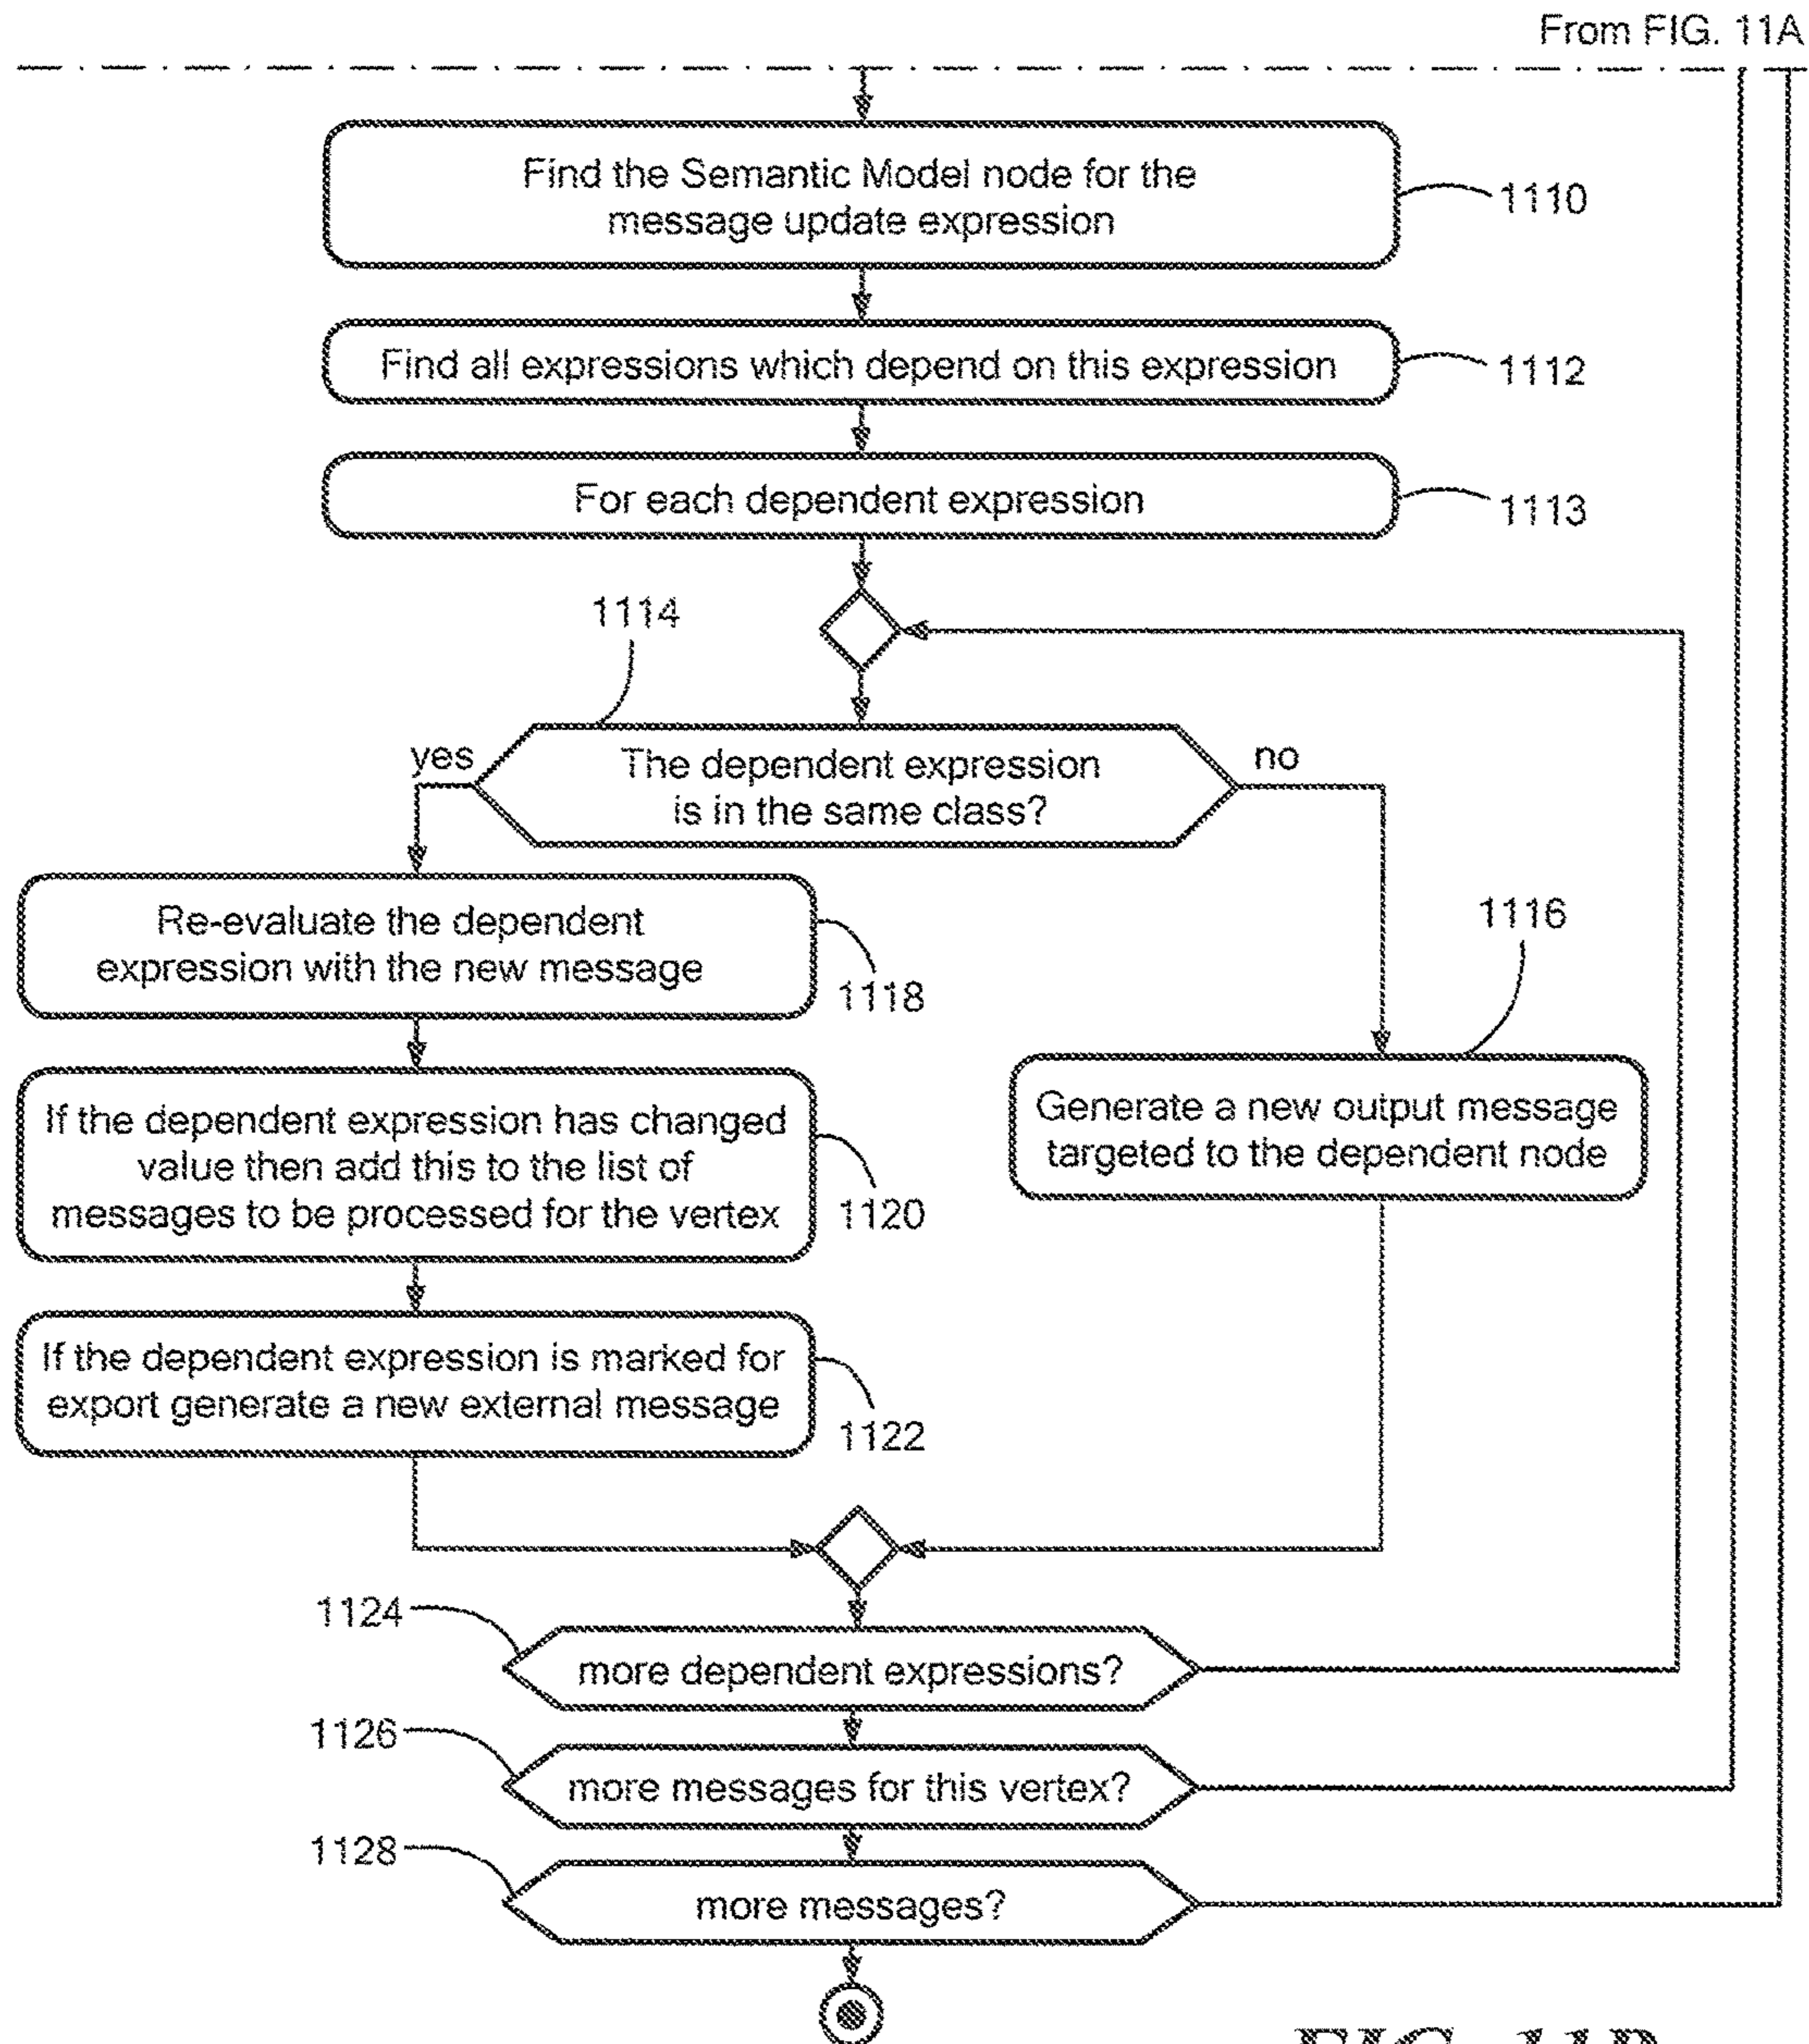 From FIG. 11A
Find the Semantic Model node for the
message update expression
1110
Find all expressions which depend on this expression
1112
For each dependent expression
1113
1114
yes
The dependent expression
is in the same class?
no
Re-evaluate the dependent
expression with the new message
1118
1116
Generate a new output message
targeted to the dependent node
If the dependent expression has changed
value then add this to the list of
messages to be processed for the vertex
1120
If the dependent expression is marked for
export generate a new external message
1122
1124
more dependent expressions?
1126
more messages for this vertex?
1128
more messages?